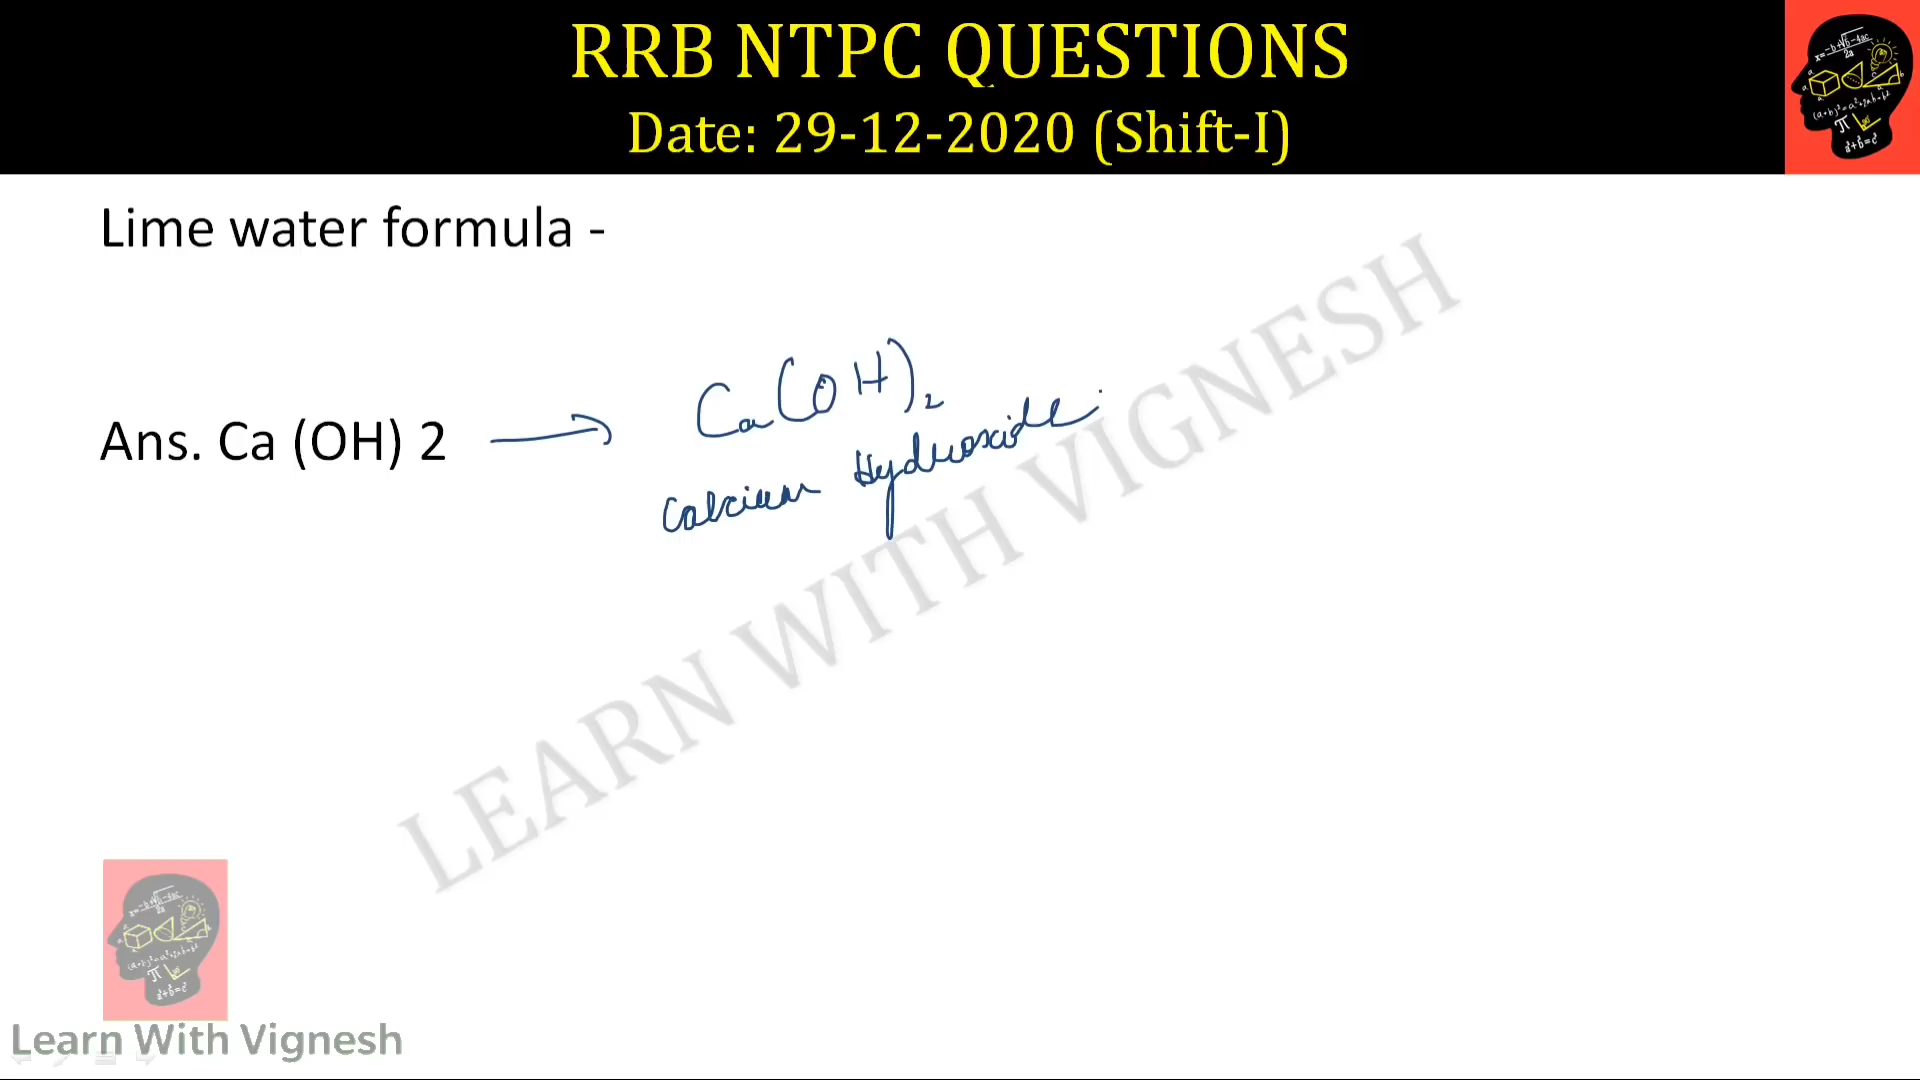 RRB NTPC QUESTIONS
Date: 29-12-2020 (Shift-I)
Lime water formula -
Ans. Ca (OH) 2
Ca(OH)₂
Calcium Hydroxide
LEARN WITH VIGNESH
Learn With Vignesh